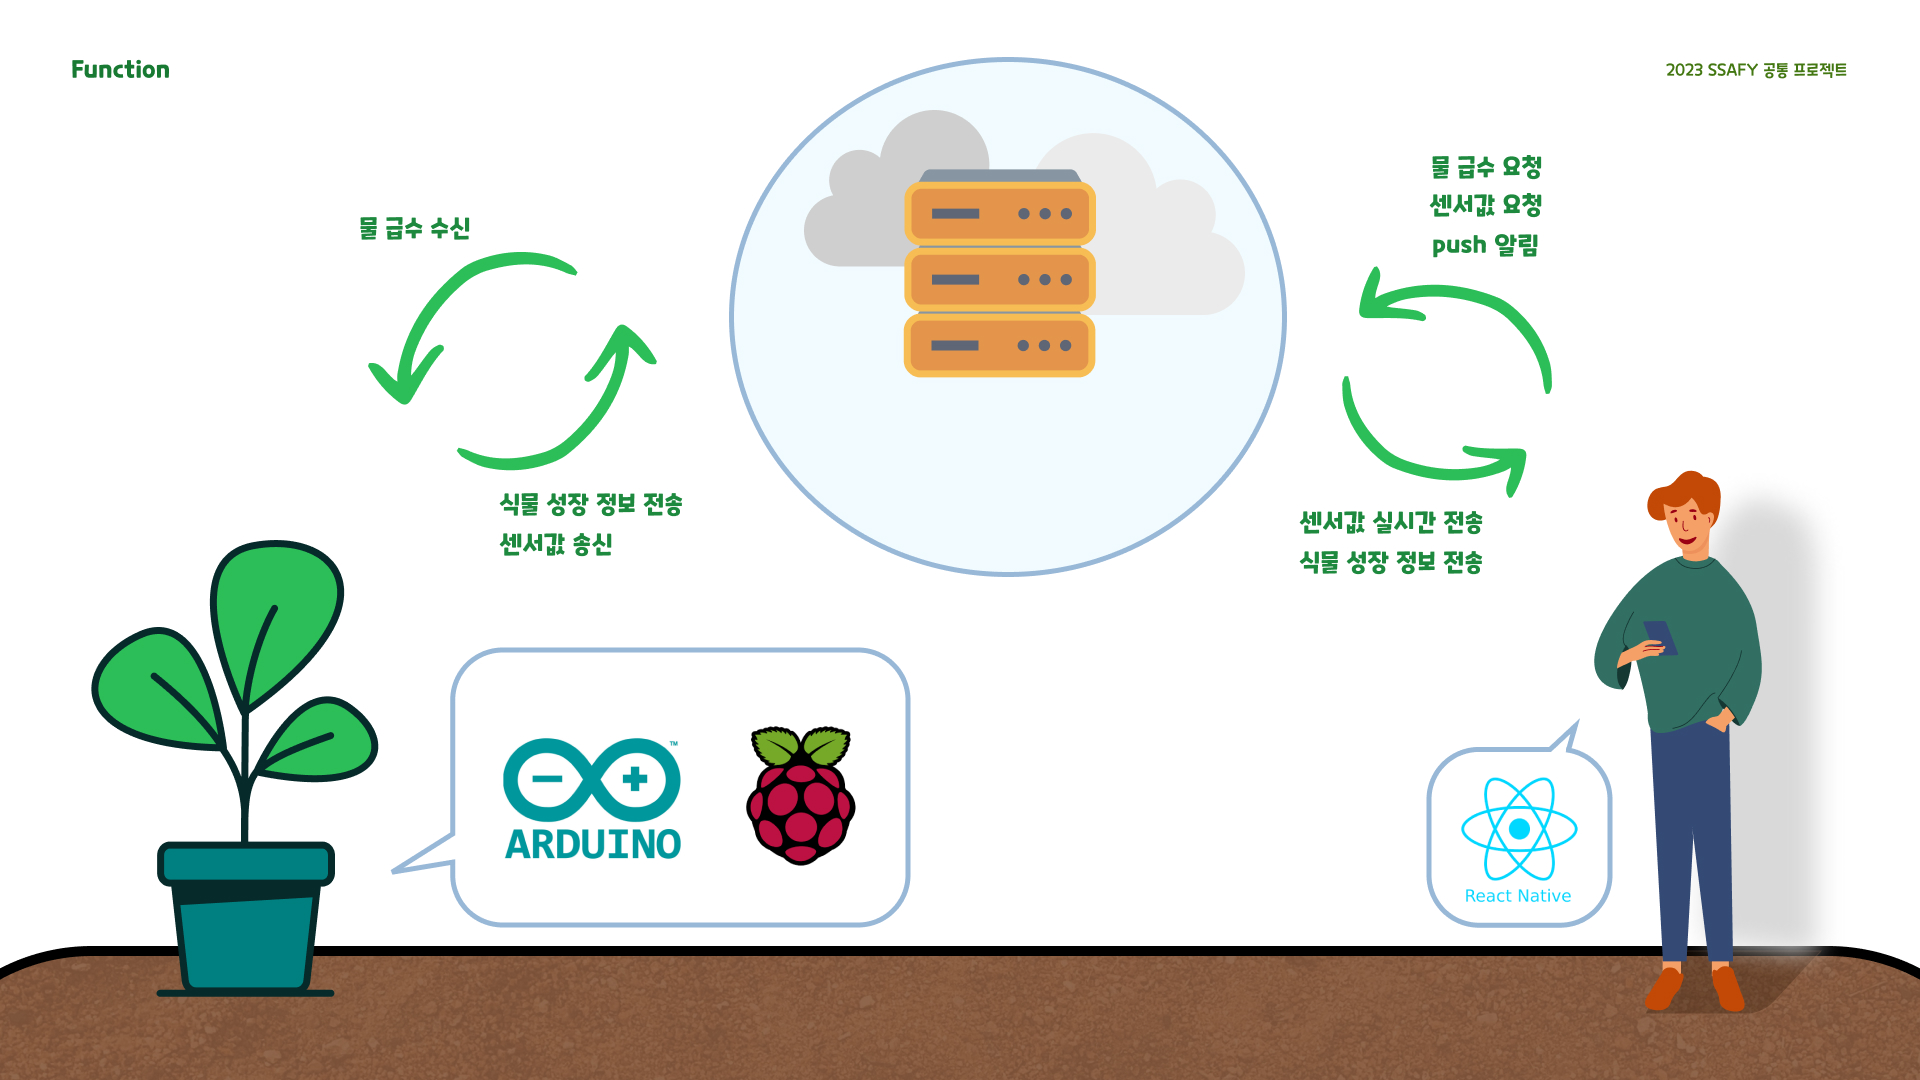 Function
2023 SSAFY 공통 프로젝트
물 급수 수신
식물 성장 정보 전송
센서값 송신
물 급수 요청
센서값 요청
push 알림
센서값 실시간 전송
식물 성장 정보 전송
ARDUINO
TM
React Native